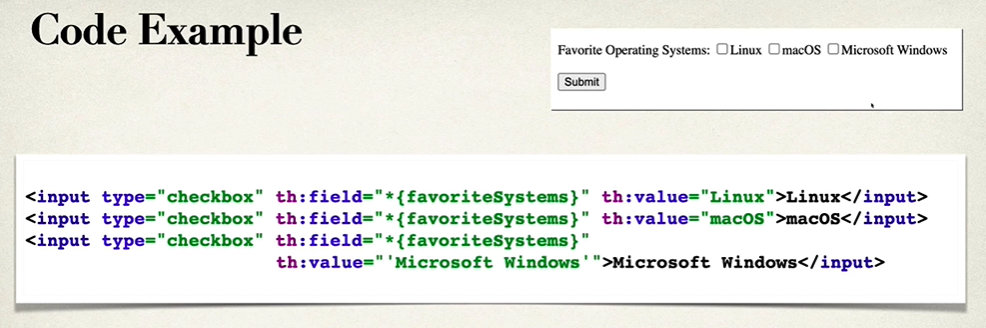 Code Example
Favorite Operating Systems: Linux macOS Microsoft Windows
Submit
<input type="checkbox" th:field="*{favoriteSystems}" th:value="Linux">Linux</input>
<input type="checkbox" th:field="*{favoriteSystems}" th:value="macOS">macOS</input>
<input type="checkbox" th:field="*{favoriteSystems}"
th:value="'Microsoft Windows'">Microsoft Windows</input>